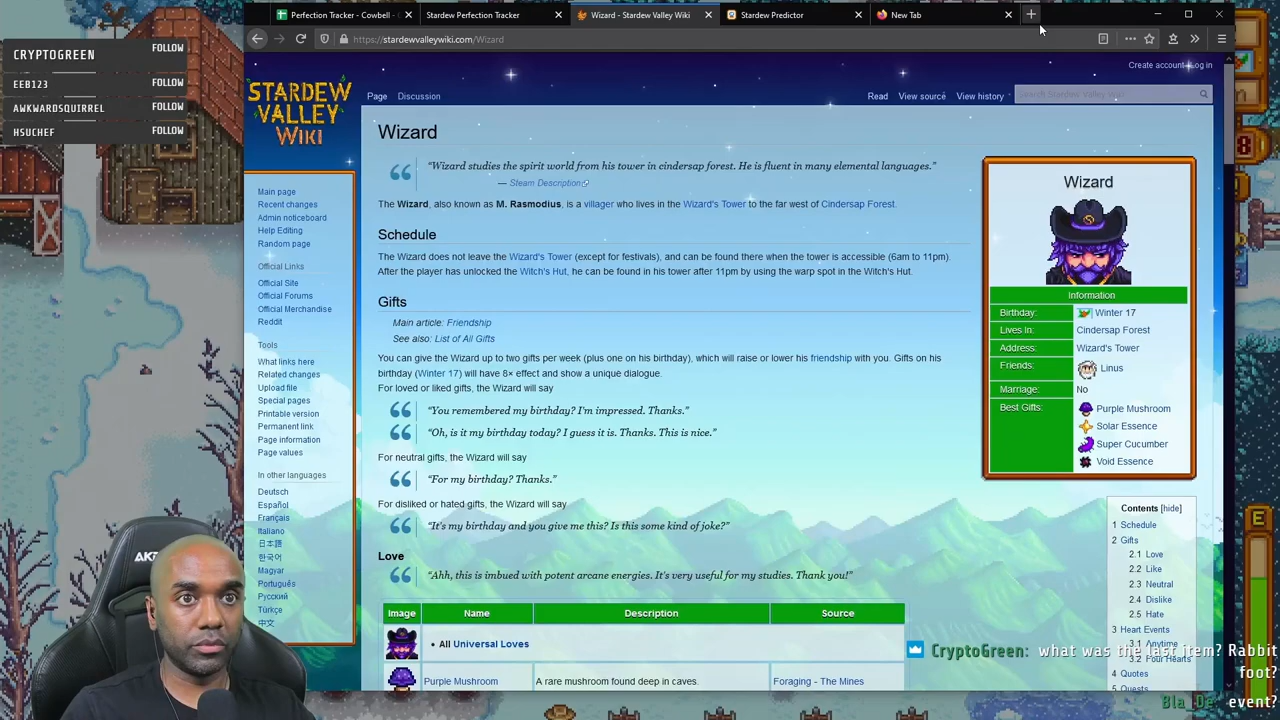 Perfection Tracker - Cowbell -
Stardew Perfection Tracker
Wizard - Stardew Valley Wiki
Stardew Predictor
New Tab
https://stardewvalleywiki.com/Wizard
CRYPTOGREEN FOLLOW
EEB123 FOLLOW
AWKWARDSQUIRREL FOLLOW
HSUCHEF FOLLOW
STARDEW
VALLEY
WIKI
Create account Log in
Page Discussion Read View source View history Search Stardew Valley Wiki
Main page
Recent changes
Admin noticeboard
Help Editing
Random page
Official Links
Official Site
Official Forums
Official Merchandise
Reddit
Tools
What links here
Related changes
Upload file
Special pages
Printable version
Permanent link
Page information
Page values
In other languages
Deutsch
Español
Français
Italiano
日本語
한국어
Magyar
Português
Русский
Türkçe
中文
Wizard
“Wizard studies the spirit world from his tower in cindersap forest. He is fluent in many elemental languages.”
— Steam Description
The Wizard, also known as M. Rasmodius, is a villager who lives in the Wizard's Tower to the far west of Cindersap Forest.
Schedule
The Wizard does not leave the Wizard's Tower (except for festivals), and can be found there when the tower is accessible (6am to 11pm).
After the player has unlocked the Witch's Hut, he can be found in his tower after 11pm by using the warp spot in the Witch's Hut.
Gifts
Main article: Friendship
See also: List of All Gifts
You can give the Wizard up to two gifts per week (plus one on his birthday), which will raise or lower his friendship with you. Gifts on his
birthday (Winter 17) will have 8× effect and show a unique dialogue.
For loved or liked gifts, the Wizard will say
“You remembered my birthday? I'm impressed. Thanks.”
“Oh, is it my birthday today? I guess it is. Thanks. This is nice.”
For neutral gifts, the Wizard will say
“For my birthday? Thanks.”
For disliked or hated gifts, the Wizard will say
“It's my birthday and you give me this? Is this some kind of joke?”
Love
“Ahh, this is imbued with potent arcane energies. It's very useful for my studies. Thank you!”
Image Name Description Source
• All Universal Loves
Purple Mushroom A rare mushroom found deep in caves. Foraging - The Mines
Wizard
Information
Birthday: Winter 17
Lives In: Cindersap Forest
Address: Wizard's Tower
Friends: Linus
Marriage: No
Best Gifts: Purple Mushroom
Solar Essence
Super Cucumber
Void Essence
Contents [hide]
1 Schedule
2 Gifts
2.1 Love
2.2 Like
2.3 Neutral
2.4 Dislike
2.5 Hate
3 Heart Events
3.1 Anytime
3.2 Four Hearts
4 Quotes
5 Quests
CryptoGreen: what was the last item? Rabbit
foot?
event?
E
8